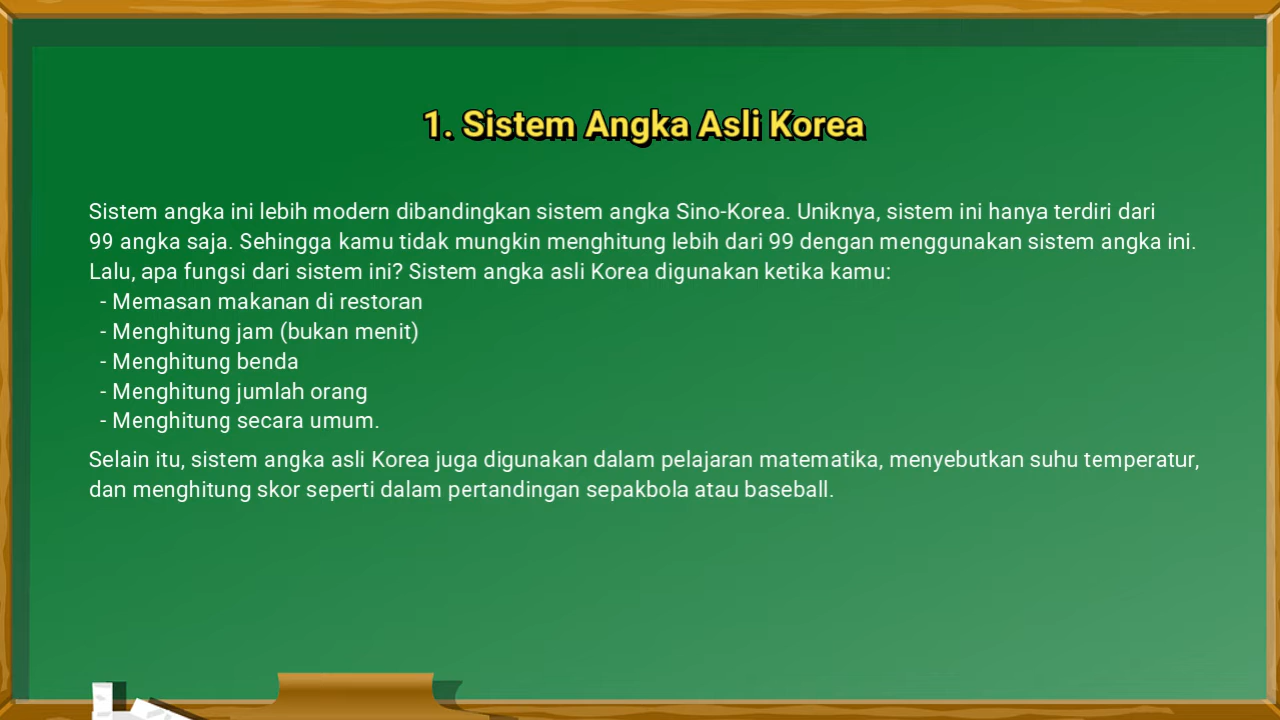 1. Sistem Angka Asli Korea
Sistem angka ini lebih modern dibandingkan sistem angka Sino-Korea. Uniknya, sistem ini hanya terdiri dari
99 angka saja. Sehingga kamu tidak mungkin menghitung lebih dari 99 dengan menggunakan sistem angka ini.
Lalu, apa fungsi dari sistem ini? Sistem angka asli Korea digunakan ketika kamu:
- Memasan makanan di restoran
- Menghitung jam (bukan menit)
- Menghitung benda
- Menghitung jumlah orang
- Menghitung secara umum.
Selain itu, sistem angka asli Korea juga digunakan dalam pelajaran matematika, menyebutkan suhu temperatur,
dan menghitung skor seperti dalam pertandingan sepakbola atau baseball.